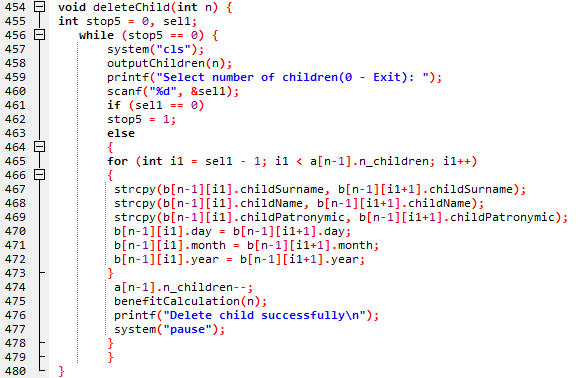 454 void deleteChild(int n) {
455 int stop5 = 0, sel1;
456 while (stop5 == 0) {
457 system("cls");
458 outputChildren(n);
459 printf("Select number of children(0 - Exit): ");
460 scanf("%d", &sel1);
461 if (sel1 == 0)
462 stop5 = 1;
463 else
464 {
465 for (int i1 = sel1 - 1; i1 < a[n-1].n_children; i1++)
466 {
467 strcpy(b[n-1][i1].childSurname, b[n-1][i1+1].childSurname);
468 strcpy(b[n-1][i1].childName, b[n-1][i1+1].childName);
469 strcpy(b[n-1][i1].childPatronymic, b[n-1][i1+1].childPatronymic);
470 b[n-1][i1].day = b[n-1][i1+1].day;
471 b[n-1][i1].month = b[n-1][i1+1].month;
472 b[n-1][i1].year = b[n-1][i1+1].year;
473 }
474 a[n-1].n_children--;
475 benefitCalculation(n);
476 printf("Delete child successfully\n");
477 system("pause");
478 }
479 }
480 }